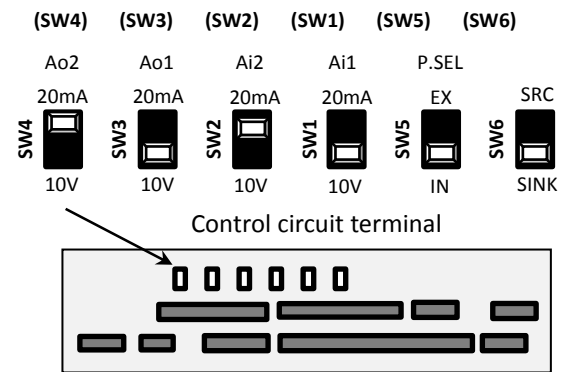 (SW4) (SW3) (SW2) (SW1) (SW5) (SW6)
Ao2 Ao1 Ai2 Ai1 P.SEL
20mA 20mA 20mA 20mA EX SRC
SW4 SW3 SW2 SW1 SW5 SW6
10V 10V 10V 10V IN SINK
Control circuit terminal